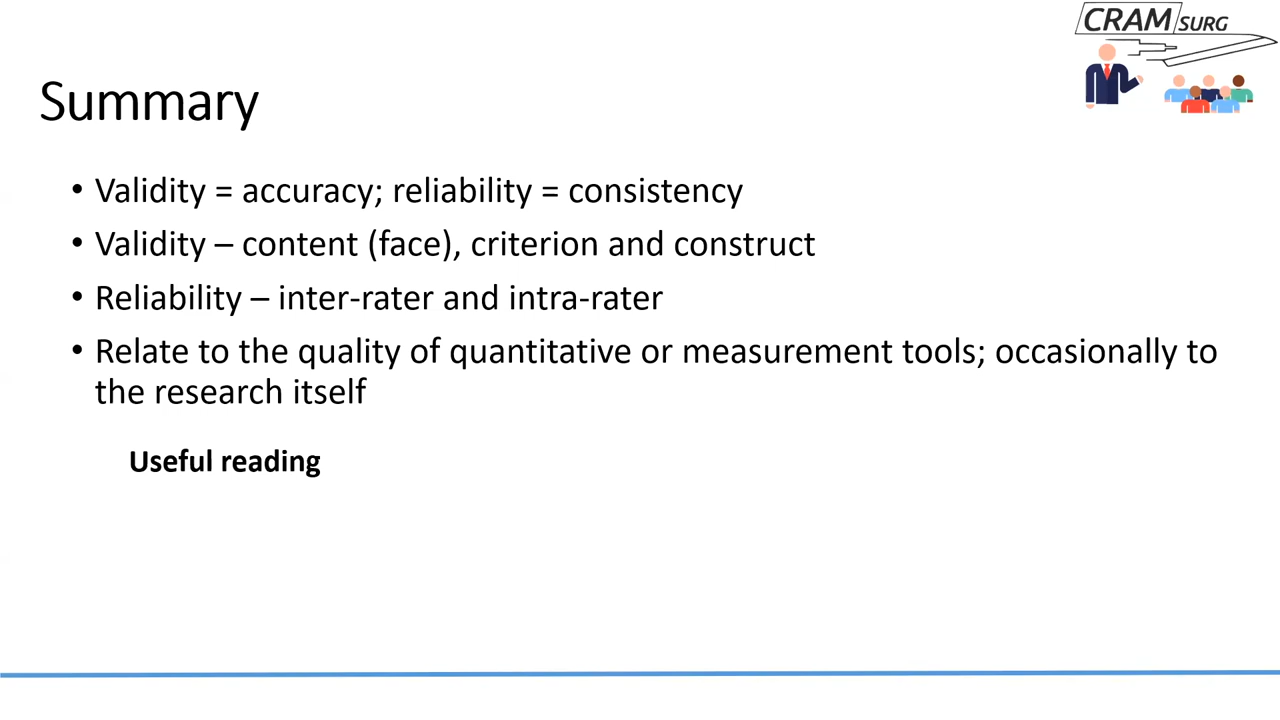 CRAM SURG
Summary
• Validity = accuracy; reliability = consistency
• Validity – content (face), criterion and construct
• Reliability – inter-rater and intra-rater
• Relate to the quality of quantitative or measurement tools; occasionally to
the research itself
Useful reading